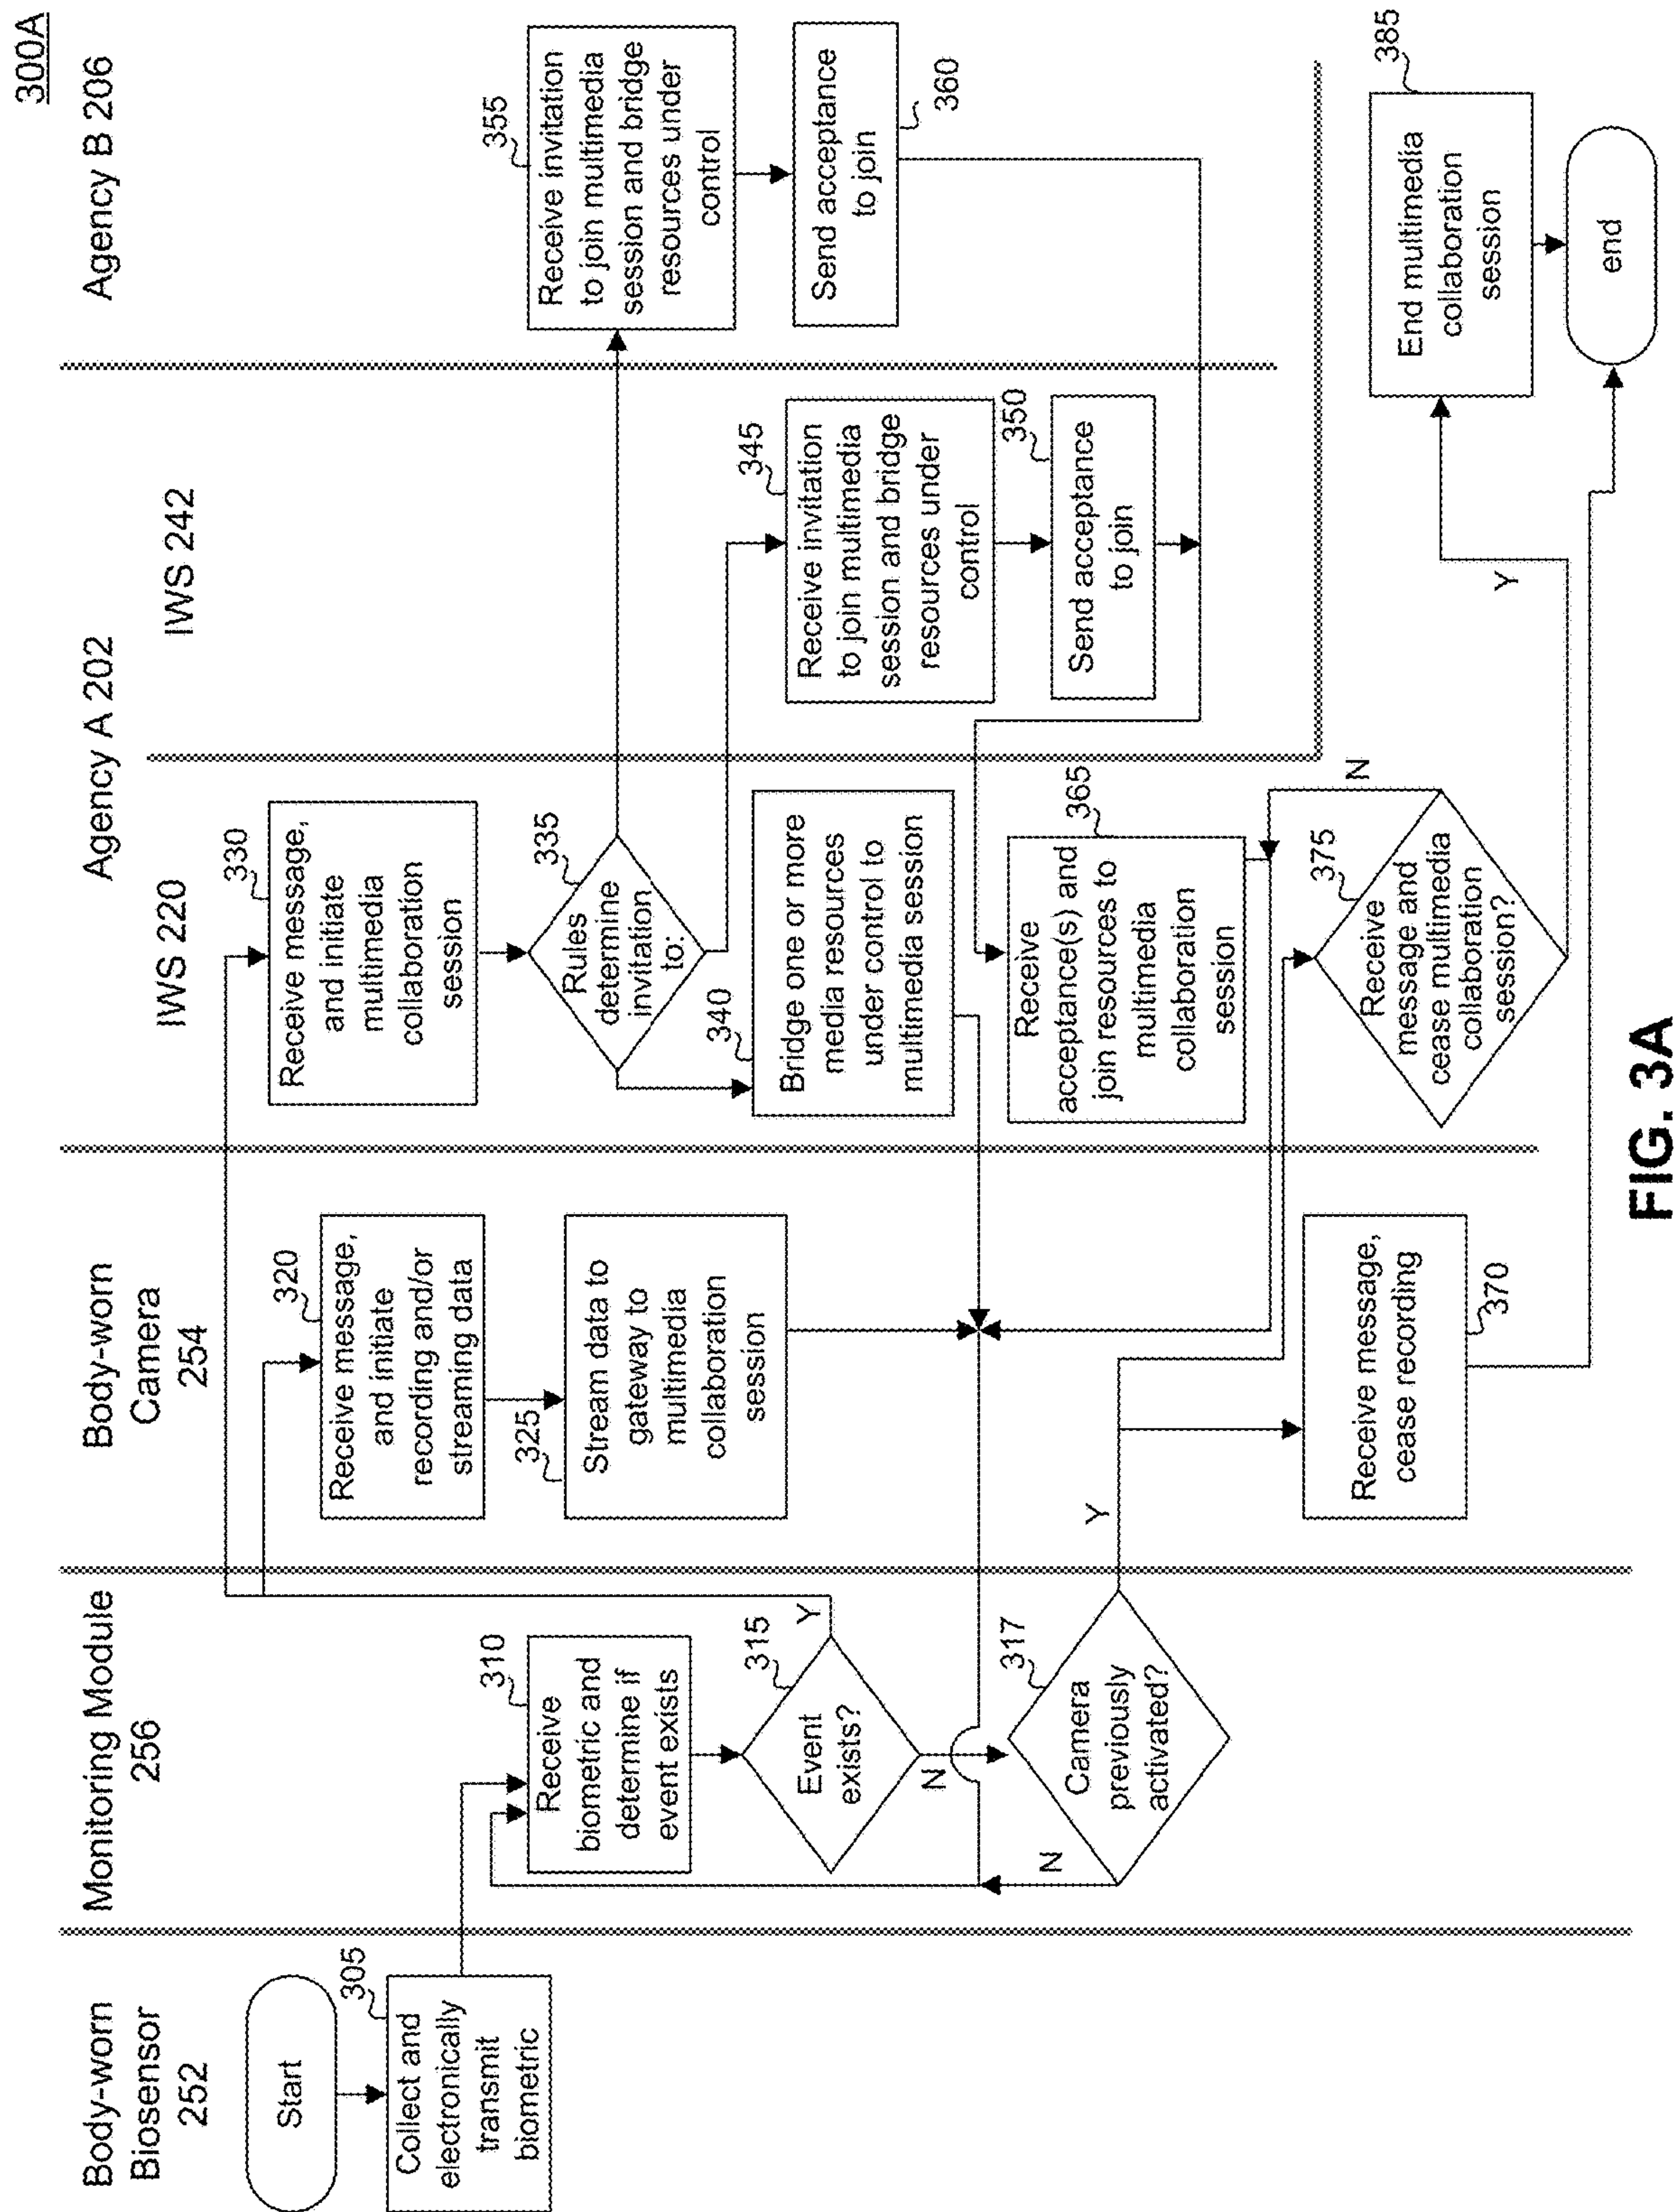 300A
Body-worn
Biosensor
252
Monitoring Module
256
Body-worn
Camera
254
Agency A 202
IWS 220
IWS 242
Agency B 206
Start
305
Collect and
electronically
transmit
biometric
310
Receive
biometric and
determine if
event exists
315
Event
exists?
Y
N
317
Camera
previously
activated?
Y
N
320
Receive message,
and initiate
recording and/or
streaming data
325
Stream data to
gateway to
multimedia
collaboration
session
370
Receive message,
cease recording
330
Receive message,
and initiate
multimedia
collaboration
session
335
Rules
determine
invitation
to:
340
Bridge one or more
media resources
under control to
multimedia session
365
Receive
acceptance(s) and
join resources to
multimedia
collaboration
session
375
Receive
message and
cease multimedia
collaboration
session?
N
Y
345
Receive invitation
to join multimedia
session and bridge
resources under
control
350
Send acceptance
to join
355
Receive invitation
to join multimedia
session and bridge
resources under
control
360
Send acceptance
to join
385
End multimedia
collaboration
session
end
FIG. 3A